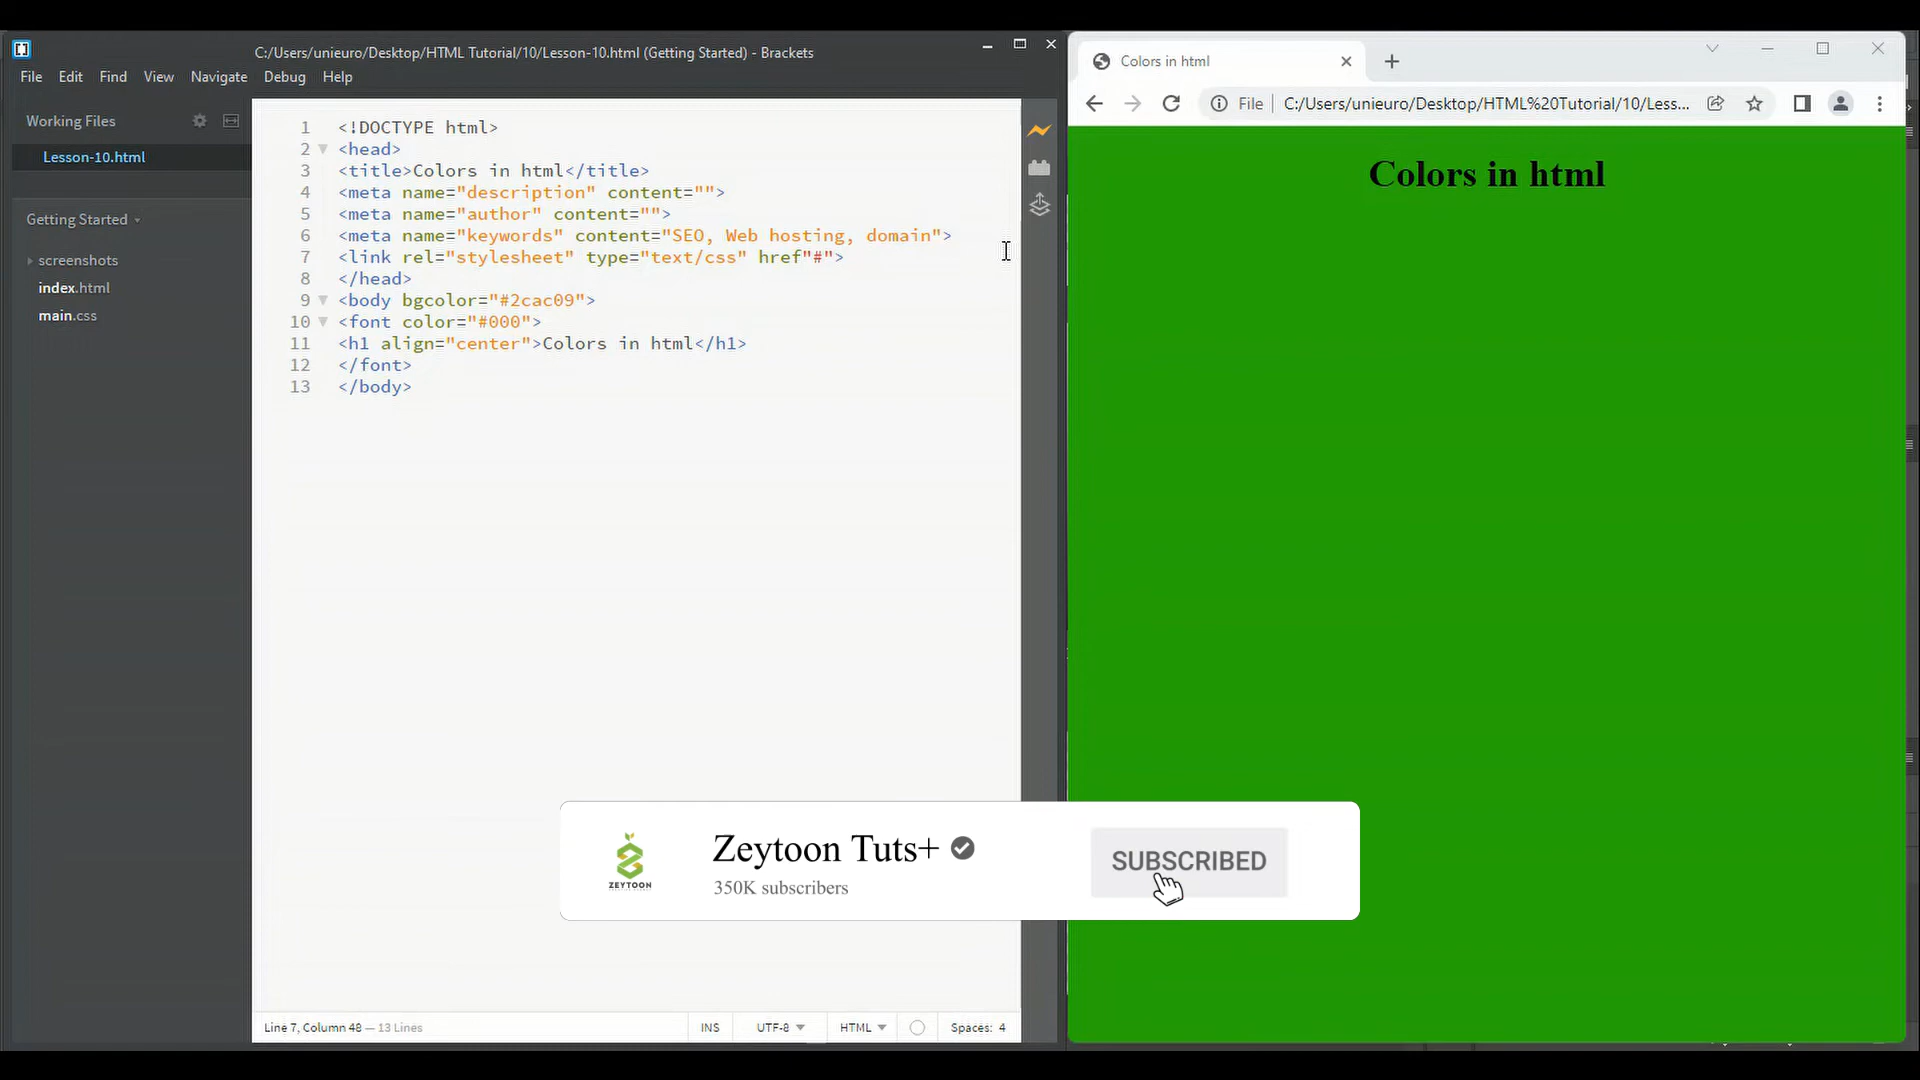 C:/Users/unieuro/Desktop/HTML Tutorial/10/Lesson-10.html (Getting Started) - Brackets
File Edit Find View Navigate Debug Help
Working Files
Lesson-10.html
Getting Started
screenshots
index.html
main.css
1 <!DOCTYPE html>
2 <head>
3 <title>Colors in html</title>
4 <meta name="description" content="">
5 <meta name="author" content="">
6 <meta name="keywords" content="SEO, Web hosting, domain">
7 <link rel="stylesheet" type="text/css" href"#">
8 </head>
9 <body bgcolor="#2cac09">
10 <font color="#000">
11 <h1 align="center">Colors in html</h1>
12 </font>
13 </body>
Line 7, Column 48 — 13 Lines
INS UTF-8 HTML Spaces: 4
Colors in html
File C:/Users/unieuro/Desktop/HTML%20Tutorial/10/Less...
Colors in html
ZEYTOON
Zeytoon Tuts+
350K subscribers
SUBSCRIBED